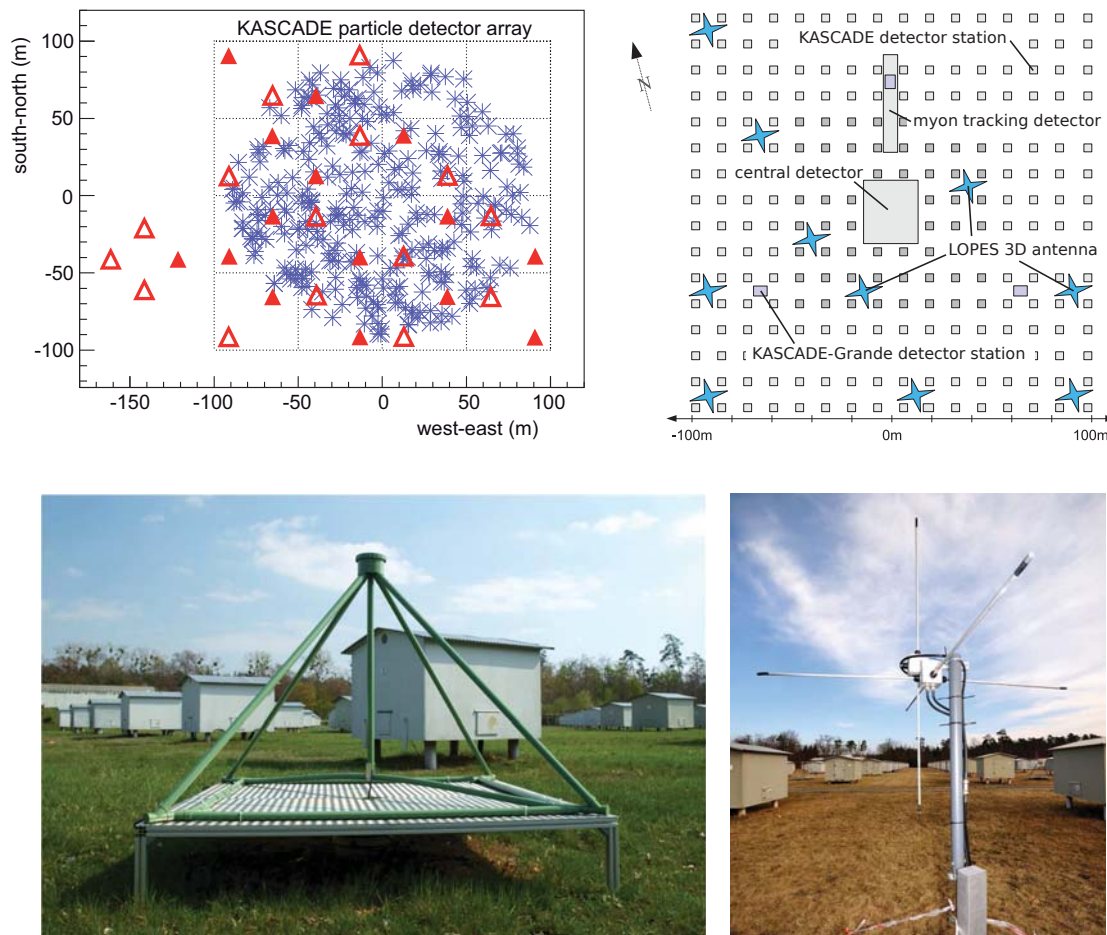 KASCADE particle detector array
south-north (m)
100
50
0
-50
-100
-150
-100
-50
0
50
100
west-east (m)
N
KASCADE detector station
myon tracking detector
central detector
LOPES 3D antenna
KASCADE-Grande detector station
-100m
0m
100m